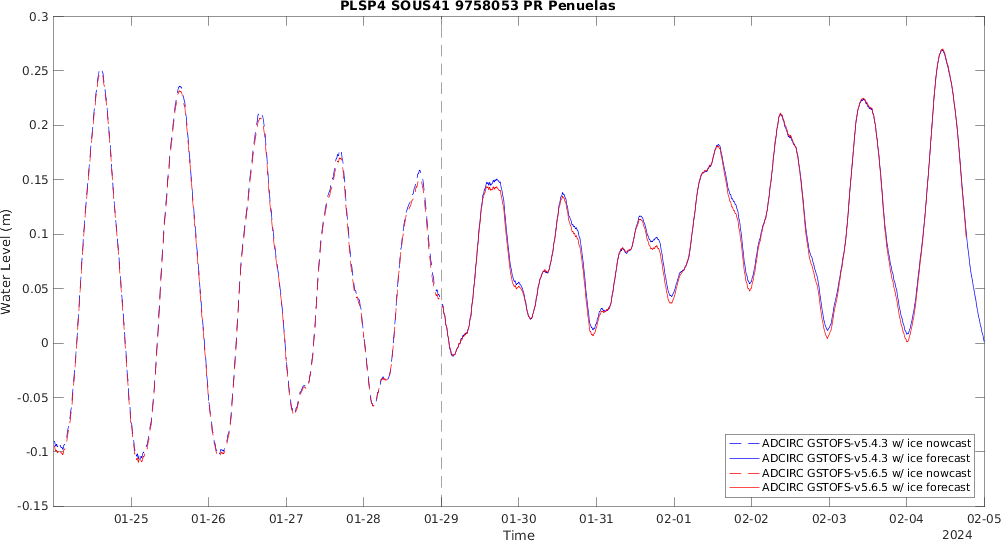 PLSP4 SOUS41 9758053 PR Penuelas
0.3
0.25
0.2
0.15
0.1
0.05
0
-0.05
-0.1
-0.15
Water Level (m)
ADCIRC GSTOFS-v5.4.3 w/ ice nowcast
ADCIRC GSTOFS-v5.4.3 w/ ice forecast
ADCIRC GSTOFS-v5.6.5 w/ ice nowcast
ADCIRC GSTOFS-v5.6.5 w/ ice forecast
01-25 01-26 01-27 01-28 01-29 01-30 01-31 02-01 02-02 02-03 02-04 02-05
Time
2024